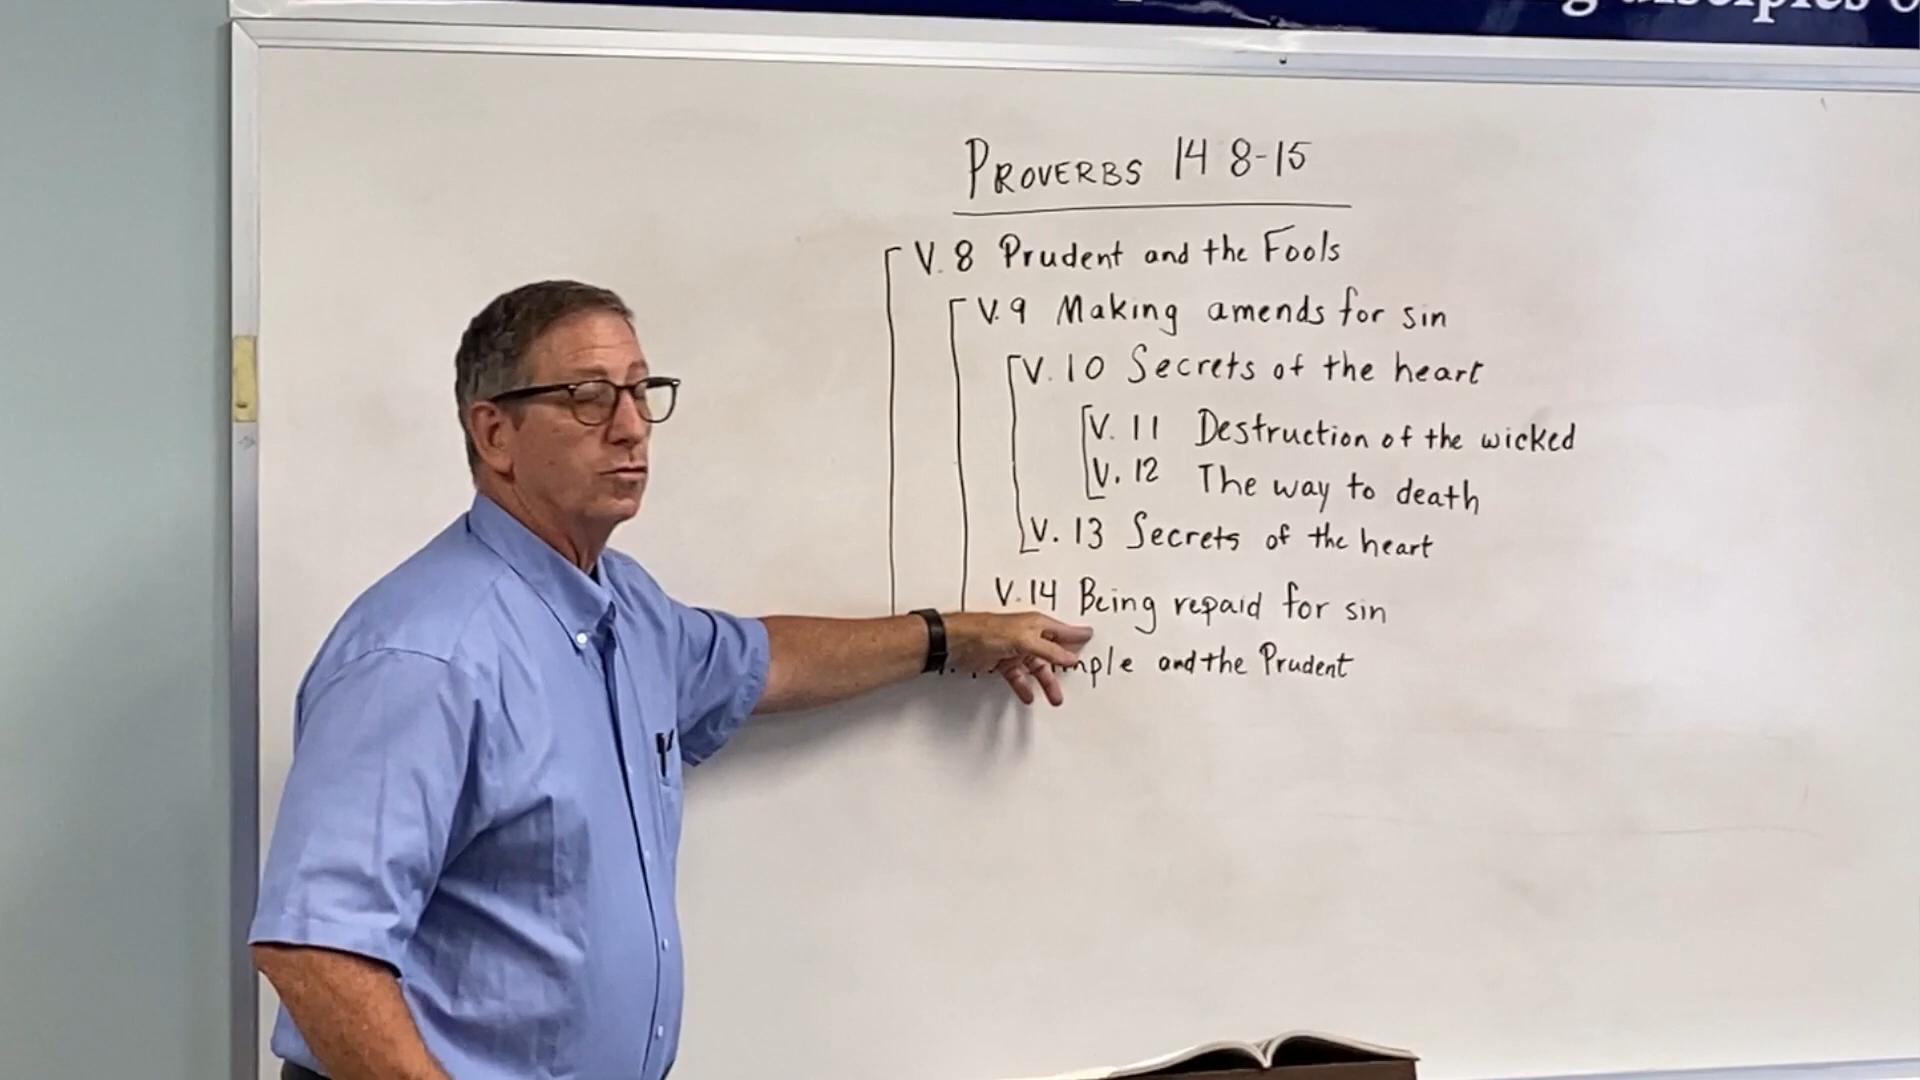 disciples
PROVERBS 14 8-15
V. 8 Prudent and the Fools
V. 9 Making amends for sin
V. 10 Secrets of the heart
V. 11 Destruction of the wicked
V. 12 The way to death
V. 13 Secrets of the heart
V. 14 Being repaid for sin
and the Prudent